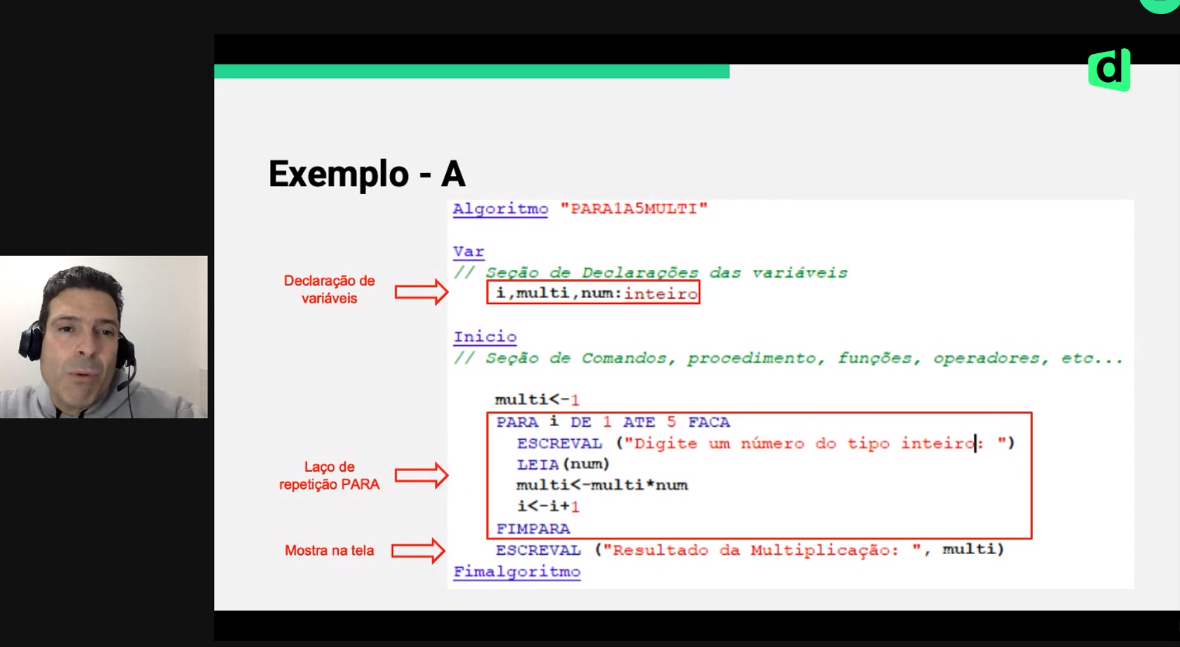 d
Exemplo - A
Algoritmo "PARA1A5MULTI"
Var
// Seção de Declarações das variáveis
Declaração de
variáveis
i,multi,num:inteiro
Inicio
// Seção de Comandos, procedimento, funções, operadores, etc...
multi<-1
PARA i DE 1 ATE 5 FACA
ESCREVAL ("Digite um número do tipo inteiro: ")
LEIA(num)
Laço de
repetição PARA
multi<-multi*num
i<-i+1
FIMPARA
Mostra na tela
ESCREVAL ("Resultado da Multiplicação: ", multi)
Fimalgoritmo